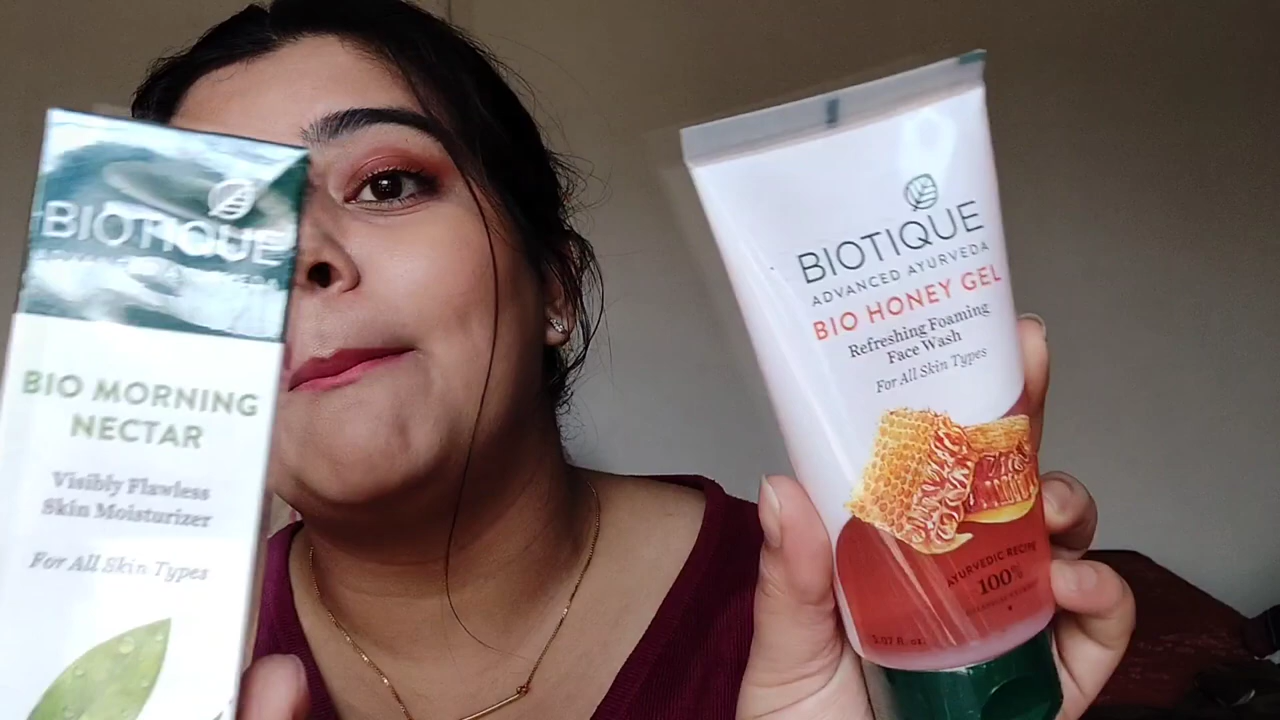 BIOTIQUE
BIO MORNING
NECTAR
Visibly Flawless
Skin Moisturizer
For All Skin Types
BIOTIQUE
ADVANCED AYURVEDA
BIO HONEY GEL
Refreshing Foaming
Face Wash
For All Skin Types
AYURVEDIC RECIPE
100%